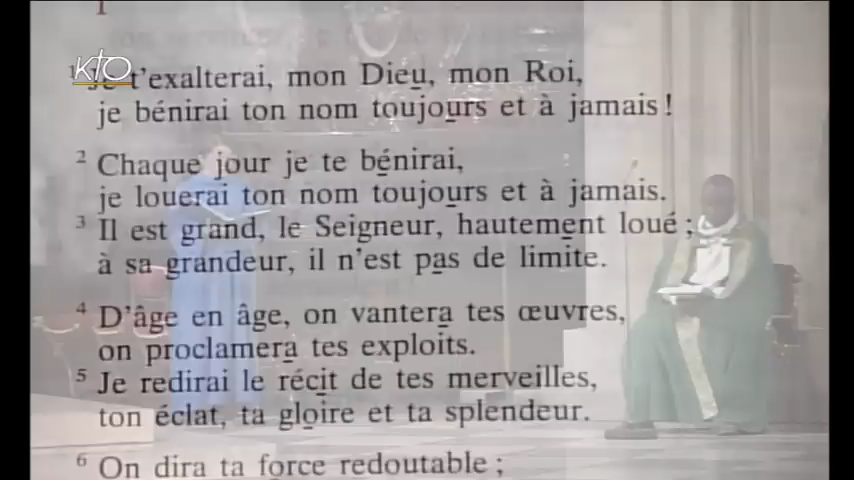 1
KTO
1 Je t'exalterai, mon Dieu, mon Roi,
je bénirai ton nom toujours et à jamais !
2 Chaque jour je te bénirai,
je louerai ton nom toujours et à jamais.
3 Il est grand, le Seigneur, hautement loué ;
à sa grandeur, il n'est pas de limite.
4 D'âge en âge, on vantera tes œuvres,
on proclamera tes exploits.
5 Je redirai le récit de tes merveilles,
ton éclat, ta gloire et ta splendeur.
6 On dira ta force redoutable ;